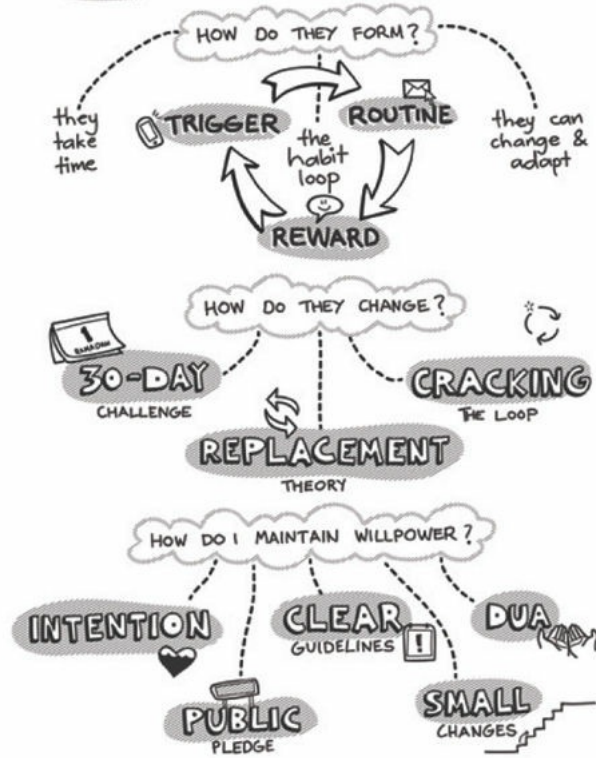 HOW DO THEY FORM?
they
take
time
TRIGGER
ROUTINE
the
habit
loop
they can
change &
adapt
REWARD
HOW DO THEY CHANGE?
1
RAMADAN
30-DAY
CHALLENGE
CRACKING
THE LOOP
REPLACEMENT
THEORY
HOW DO I MAINTAIN WILLPOWER?
INTENTION
CLEAR
GUIDELINES
DUA
PUBLIC
PLEDGE
SMALL
CHANGES